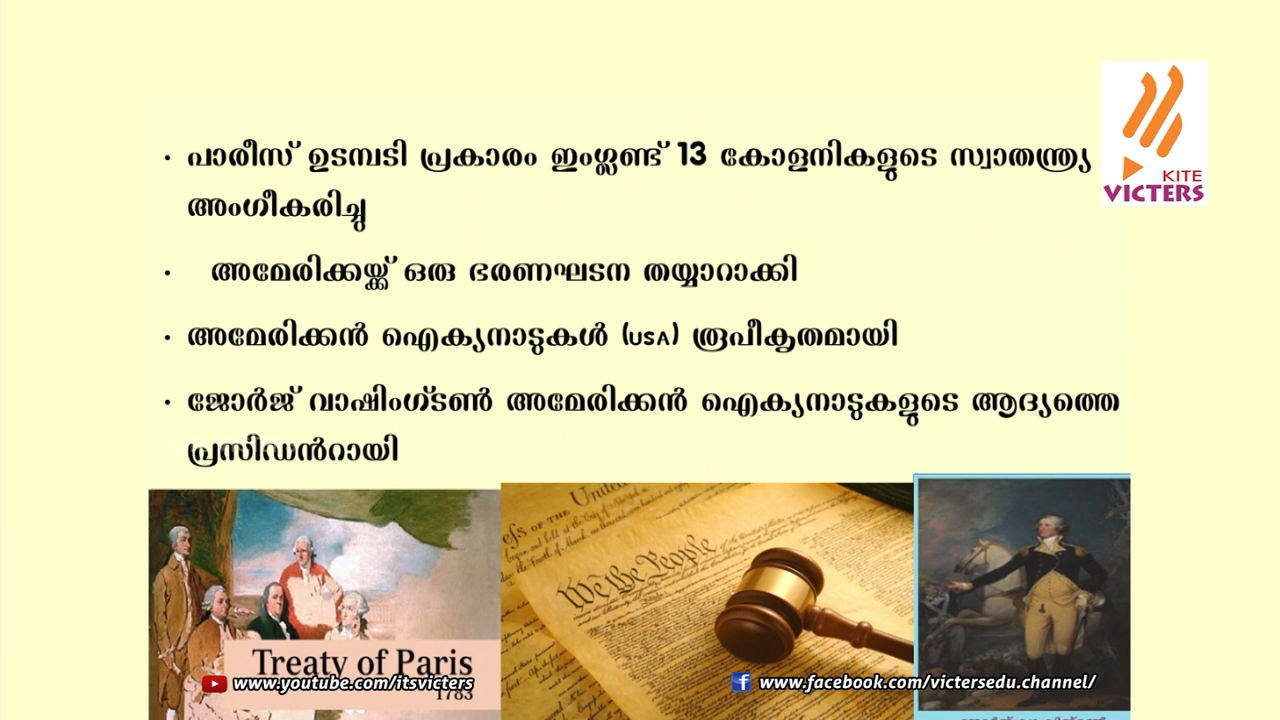 • പാരീസ് ഉടമ്പടി പ്രകാരം ഇംഗ്ലണ്ട് 13 കോളനികളുടെ സ്വാതന്ത്ര്യ
അംഗീകരിച്ചു
• അമേരിക്കയ്ക്ക് ഒരു ഭരണഘടന തയ്യാറാക്കി
• അമേരിക്കൻ ഐക്യനാടുകൾ (USA) രൂപീകൃതമായി
• ജോർജ് വാഷിംഗ്ടൺ അമേരിക്കൻ ഐക്യനാടുകളുടെ ആദ്യത്തെ
പ്രസിഡൻറായി
KITE
VICTERS
We the People
Treaty of Paris
1783
www.youtube.com/itsvicters
www.facebook.com/victersedu.channel/